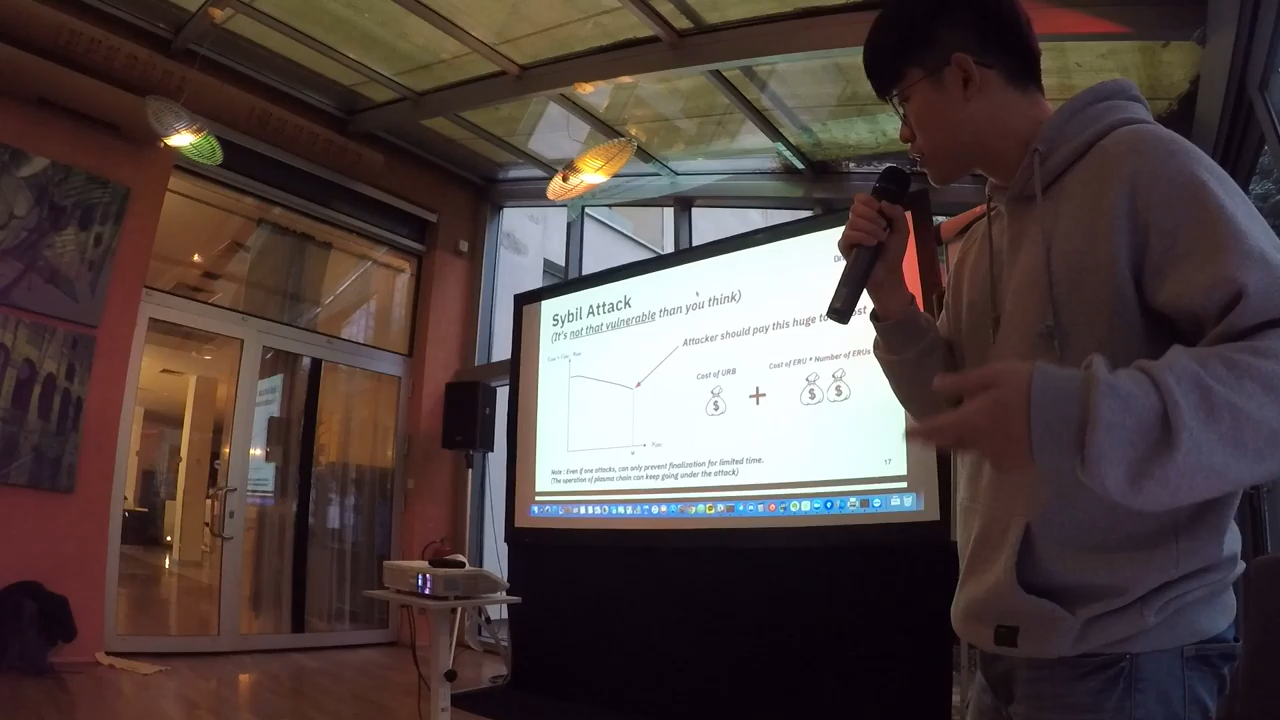 Sybil Attack
(It's not that vulnerable than you think)
Attacker should pay this huge
Cost of URB
Cost of ERU * Number of ERUs
$
+
$ $
Note : Even if one attacks, can only prevent finalization for limited time.
(The operation of plasma chain can keep going under the attack)
17